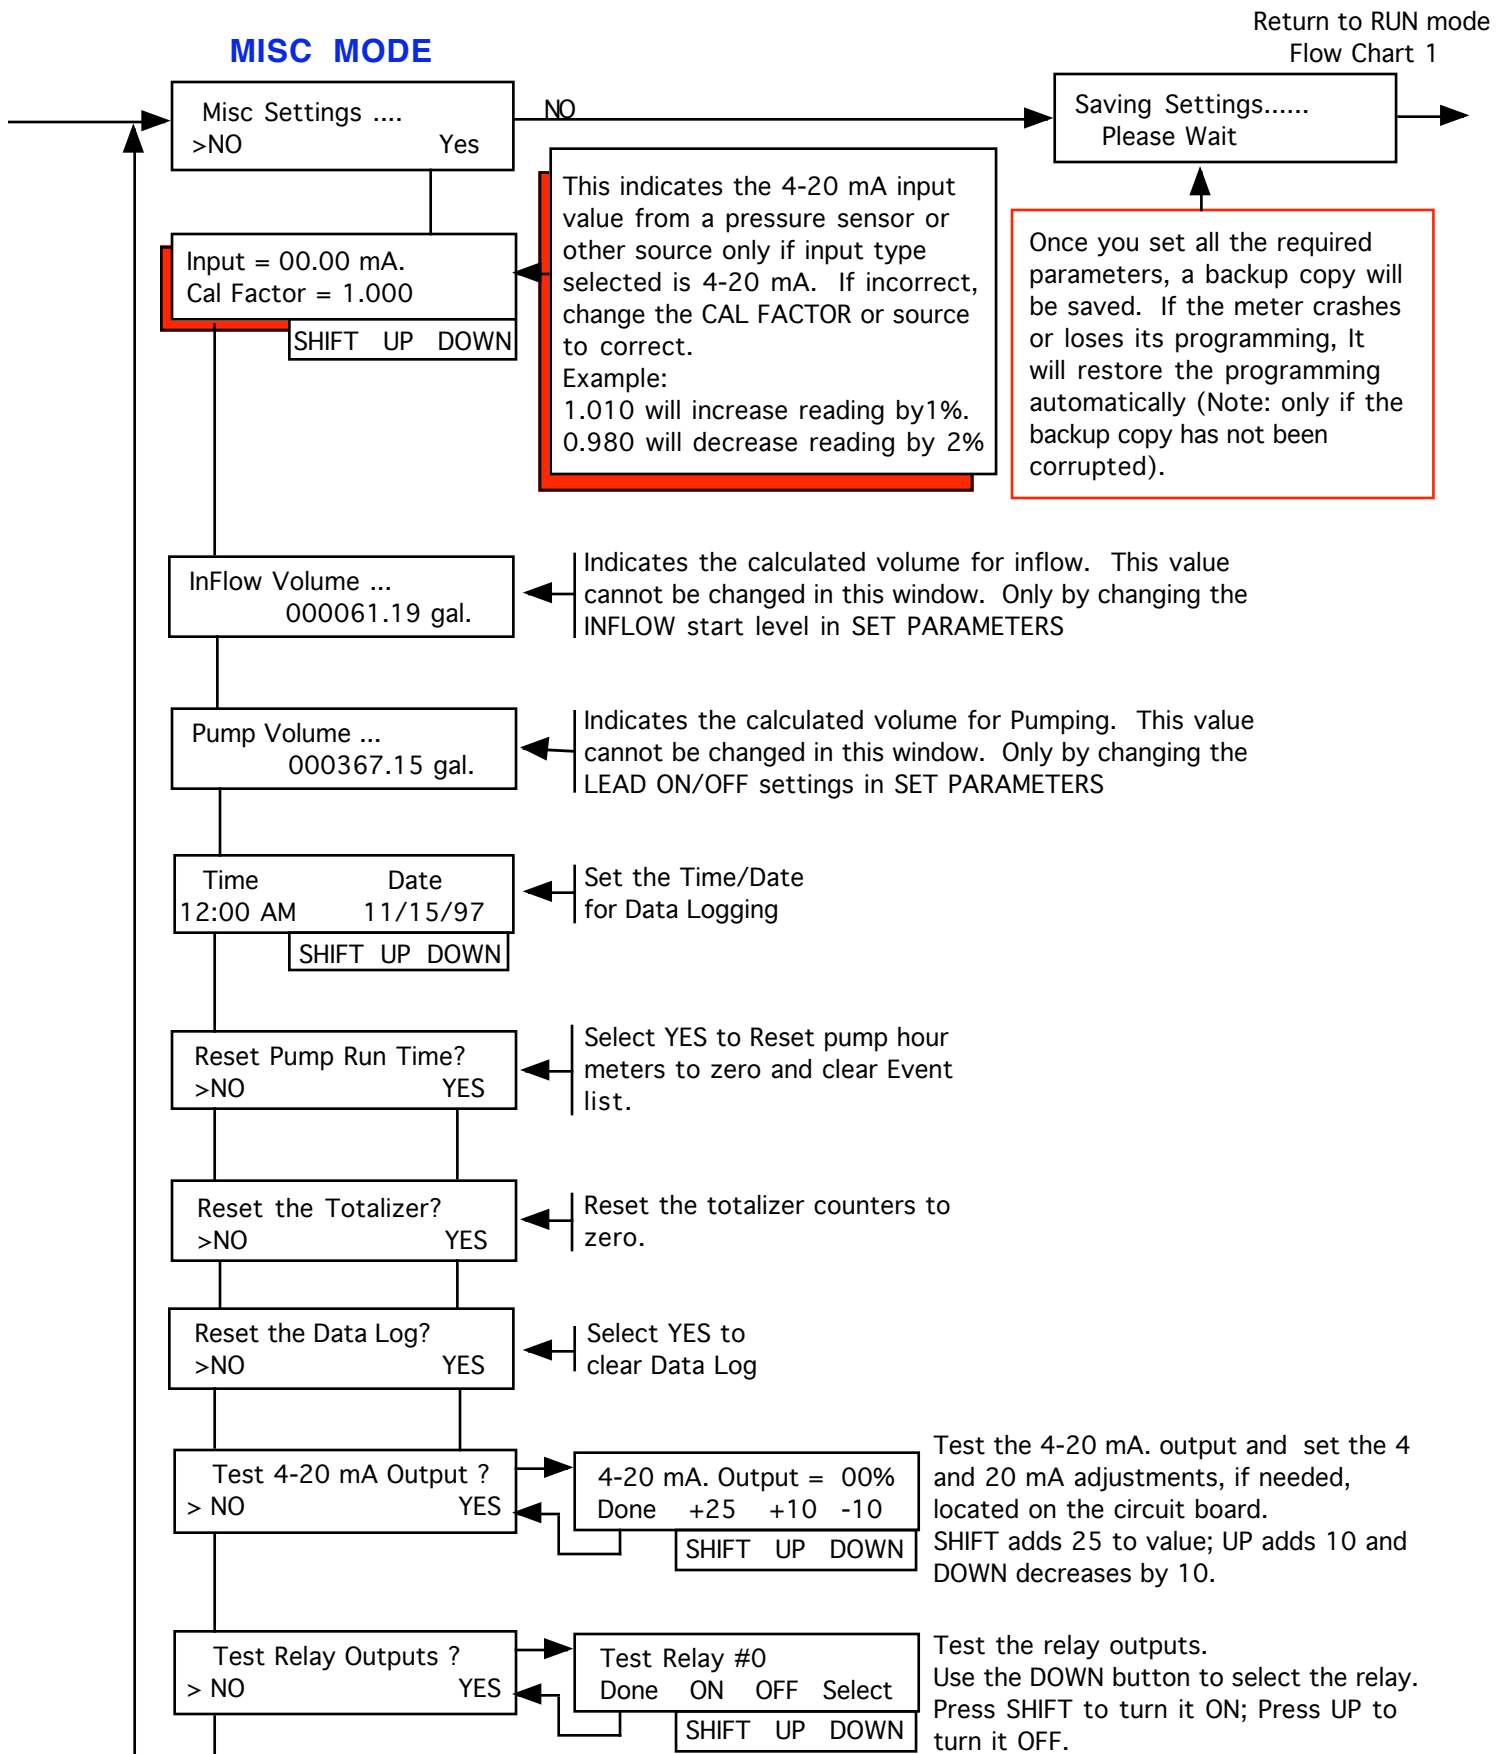 Return to RUN mode
Flow Chart 1
MISC MODE
Misc Settings ....
>NO Yes
NO
Saving Settings......
Please Wait
This indicates the 4-20 mA input
value from a pressure sensor or
other source only if input type
selected is 4-20 mA. If incorrect,
change the CAL FACTOR or source
to correct.
Example:
1.010 will increase reading by1%.
0.980 will decrease reading by 2%
Once you set all the required
parameters, a backup copy will
be saved. If the meter crashes
or loses its programming, It
will restore the programming
automatically (Note: only if the
backup copy has not been
corrupted).
Input = 00.00 mA.
Cal Factor = 1.000
SHIFT UP DOWN
InFlow Volume ...
000061.19 gal.
Indicates the calculated volume for inflow. This value
cannot be changed in this window. Only by changing the
INFLOW start level in SET PARAMETERS
Pump Volume ...
000367.15 gal.
Indicates the calculated volume for Pumping. This value
cannot be changed in this window. Only by changing the
LEAD ON/OFF settings in SET PARAMETERS
Time Date
12:00 AM 11/15/97
SHIFT UP DOWN
Set the Time/Date
for Data Logging
Reset Pump Run Time?
>NO YES
Select YES to Reset pump hour
meters to zero and clear Event
list.
Reset the Totalizer?
>NO YES
Reset the totalizer counters to
zero.
Reset the Data Log?
>NO YES
Select YES to
clear Data Log
Test 4-20 mA Output ?
> NO YES
4-20 mA. Output = 00%
Done +25 +10 -10
SHIFT UP DOWN
Test the 4-20 mA. output and set the 4
and 20 mA adjustments, if needed,
located on the circuit board.
SHIFT adds 25 to value; UP adds 10 and
DOWN decreases by 10.
Test Relay Outputs ?
> NO YES
Test Relay #0
Done ON OFF Select
SHIFT UP DOWN
Test the relay outputs.
Use the DOWN button to select the relay.
Press SHIFT to turn it ON; Press UP to
turn it OFF.